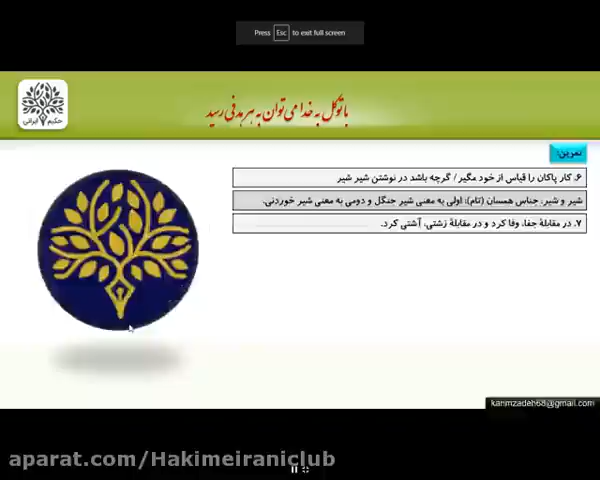 Press Esc to exit full screen
حکیم ایرانی
با توکل به خدا می توان به هر هدفی رسید
تمرین:
۶. کار پاکان را قیاس از خود مگیر / گرچه باشد در نوشتن شیر شیر
شیر و شیر: جناس همسان (تام)؛ اولی به معنی شیر جنگل و دومی به معنی شیر خوردنی.
۷. در مقابلهٔ جفا، وفا کرد و در مقابلهٔ زشتی، آشتی کرد.
karimzadeh68@gmail.com
aparat.com/Hakimeiraniclub